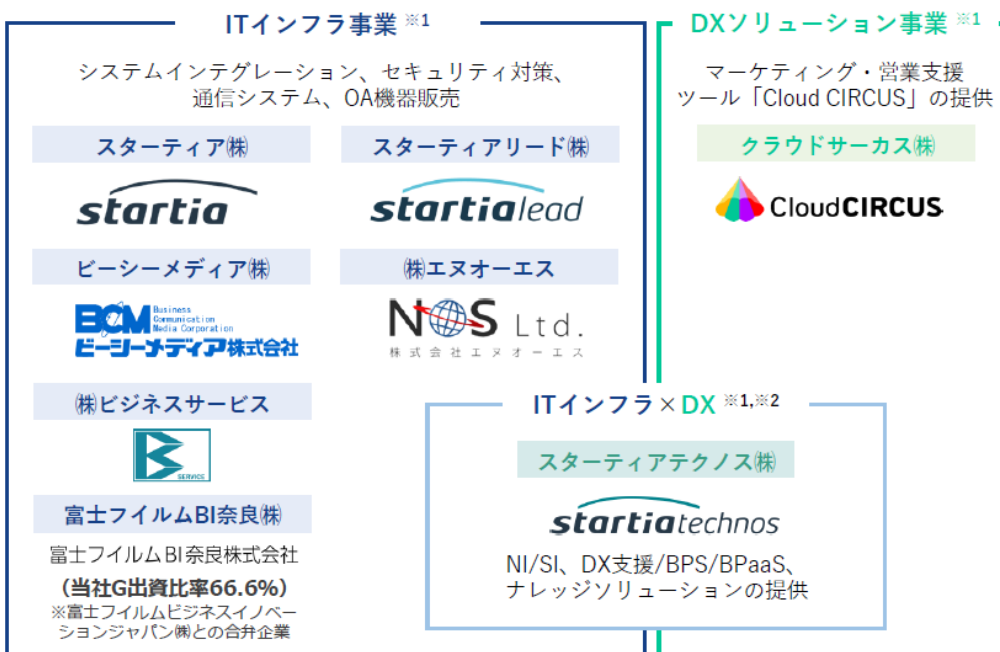 ITインフラ事業 ※1
システムインテグレーション、セキュリティ対策、
通信システム、OA機器販売
スターティア㈱
startia
スターティアリード㈱
startialead
ビーシーメディア㈱
BCM Business
Communication
Media Corporation
ビーシーメディア株式会社
㈱エヌオーエス
NOS Ltd.
株式会社エヌオーエス
㈱ビジネスサービス
B
SERVICE
富士フイルムBI奈良㈱
富士フイルムBI奈良株式会社
(当社G出資比率66.6%)
※富士フイルムビジネスイノベー
ションジャパン㈱との合弁企業
DXソリューション事業 ※1
マーケティング・営業支援
ツール「Cloud CIRCUS」の提供
クラウドサーカス㈱
CloudCIRCUS
ITインフラ×DX ※1,※2
スターティアテクノス㈱
startiatechnos
NI/SI、DX支援/BPS/BPaaS、
ナレッジソリューションの提供